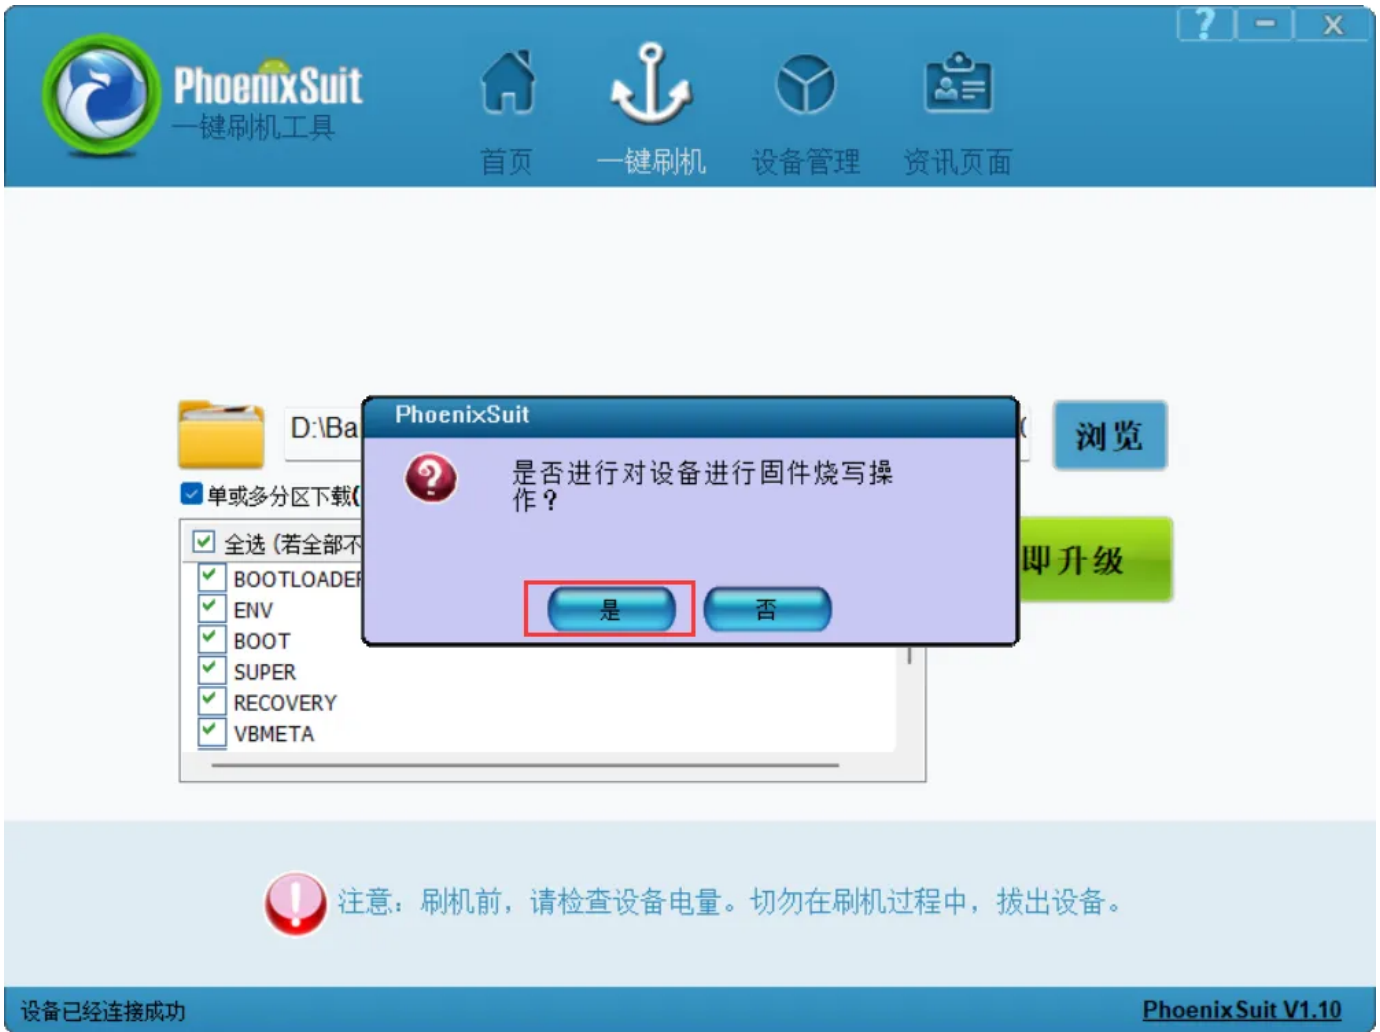 ? − X
PhoenixSuit
一键刷机工具
首页 一键刷机 设备管理 资讯页面
D:\Ba
浏览
单或多分区下载(
全选 (若全部不
BOOTLOADER
ENV
BOOT
SUPER
RECOVERY
VBMETA
PhoenixSuit
是否进行对设备进行固件烧写操
作？
是 否
即升级
注意：刷机前，请检查设备电量。切勿在刷机过程中，拔出设备。
设备已经连接成功
PhoenixSuit V1.10